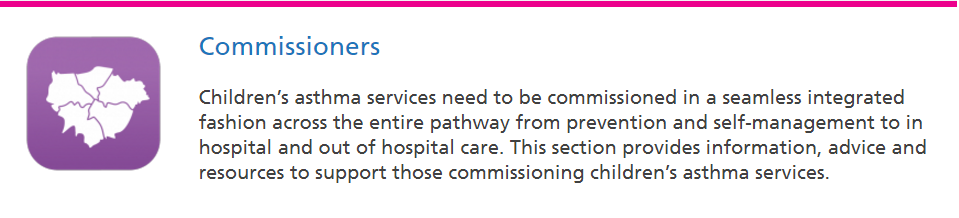 Commissioners
Children’s asthma services need to be commissioned in a seamless integrated
fashion across the entire pathway from prevention and self-management to in
hospital and out of hospital care. This section provides information, advice and
resources to support those commissioning children’s asthma services.